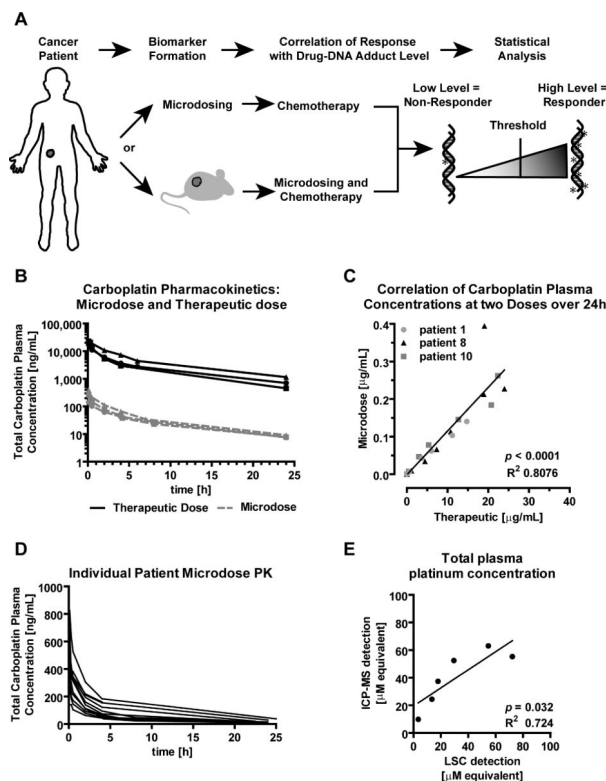 A
Cancer Patient
Biomarker Formation
Correlation of Response with Drug-DNA Adduct Level
Statistical Analysis
Microdosing
Chemotherapy
or
Microdosing and Chemotherapy
Low Level = Non-Responder
High Level = Responder
Threshold
B
Carboplatin Pharmacokinetics:
Microdose and Therapeutic dose
Total Carboplatin Plasma
Concentration [ng/mL]
100,000
10,000
1,000
100
10
1
0 5 10 15 20 25
time [h]
Therapeutic Dose
Microdose
C
Correlation of Carboplatin Plasma
Concentrations at two Doses over 24h
patient 1
patient 8
patient 10
Microdose [µg/mL]
0.4
0.3
0.2
0.1
0.0
p < 0.0001
R² 0.8076
0 10 20 30 40
Therapeutic [µg/mL]
D
Individual Patient Microdose PK
Total Carboplatin Plasma
Concentration [ng/mL]
1000
800
600
400
200
0
0 5 10 15 20 25
time [h]
E
Total plasma
platinum concentration
ICP-MS detection
[µM equivalent]
100
80
60
40
20
0
p = 0.032
R² 0.724
0 20 40 60 80 100
LSC detection
[µM equivalent]